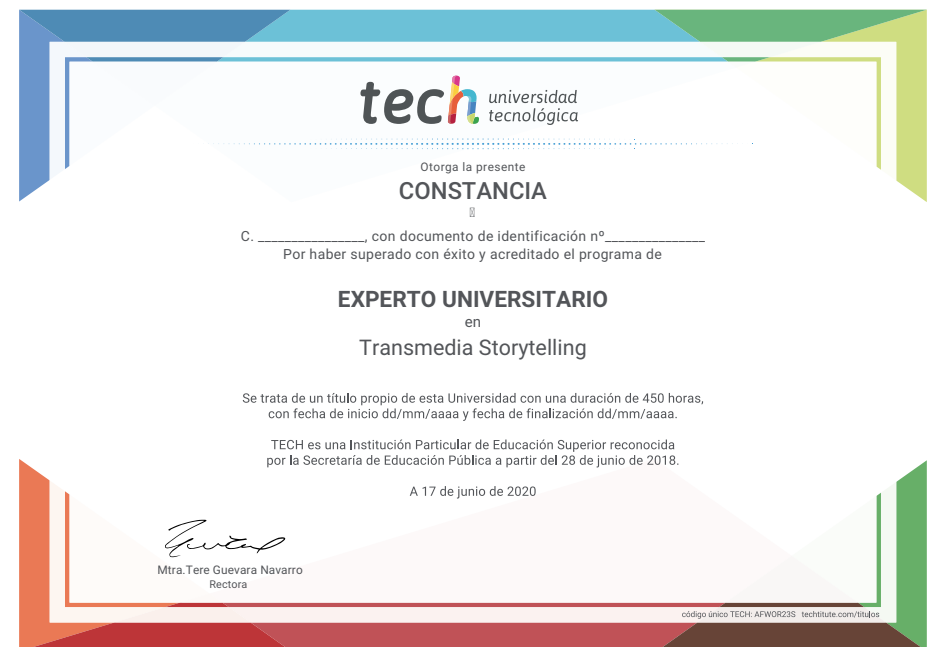 tech universidad
tecnológica
Otorga la presente
CONSTANCIA
C. ________________, con documento de identificación nº_______________
Por haber superado con éxito y acreditado el programa de
EXPERTO UNIVERSITARIO
en
Transmedia Storytelling
Se trata de un título propio de esta Universidad con una duración de 450 horas,
con fecha de inicio dd/mm/aaaa y fecha de finalización dd/mm/aaaa.
TECH es una Institución Particular de Educación Superior reconocida
por la Secretaría de Educación Pública a partir del 28 de junio de 2018.
A 17 de junio de 2020
Mtra.Tere Guevara Navarro
Rectora
código único TECH: AFWOR23S techtitute.com/titulos